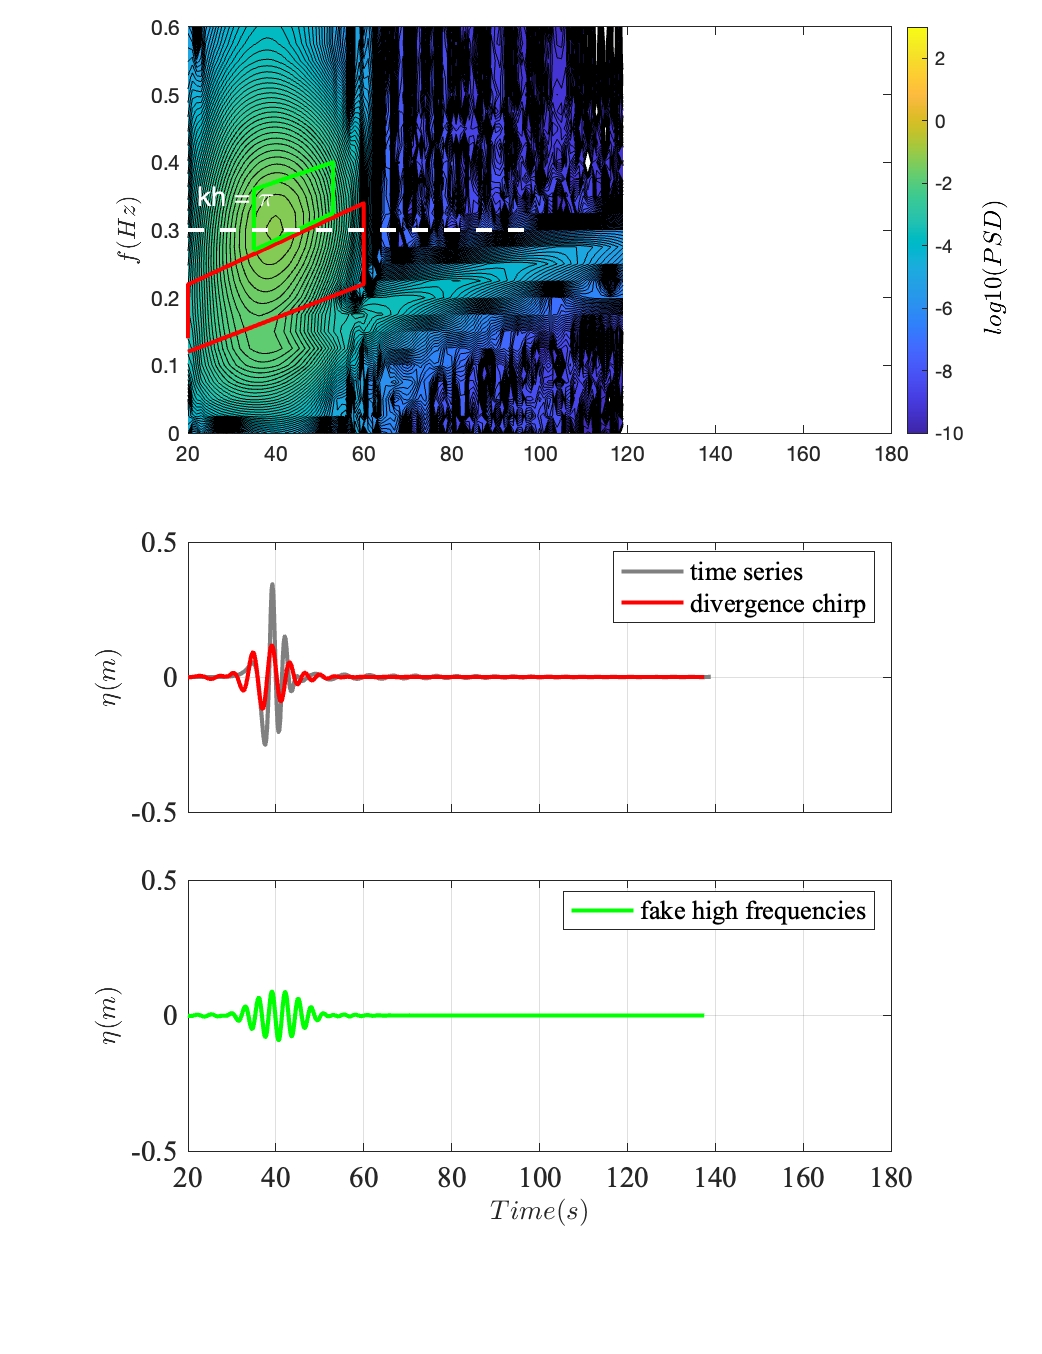 0.6
0.5
0.4
0.3
0.2
0.1
0
f(Hz)
kh = π
20 40 60 80 100 120 140 160 180
2
0
-2
-4
-6
-8
-10
log10(PSD)
0.5
0
-0.5
η(m)
time series
divergence chirp
0.5
0
-0.5
η(m)
fake high frequencies
20 40 60 80 100 120 140 160 180
Time(s)